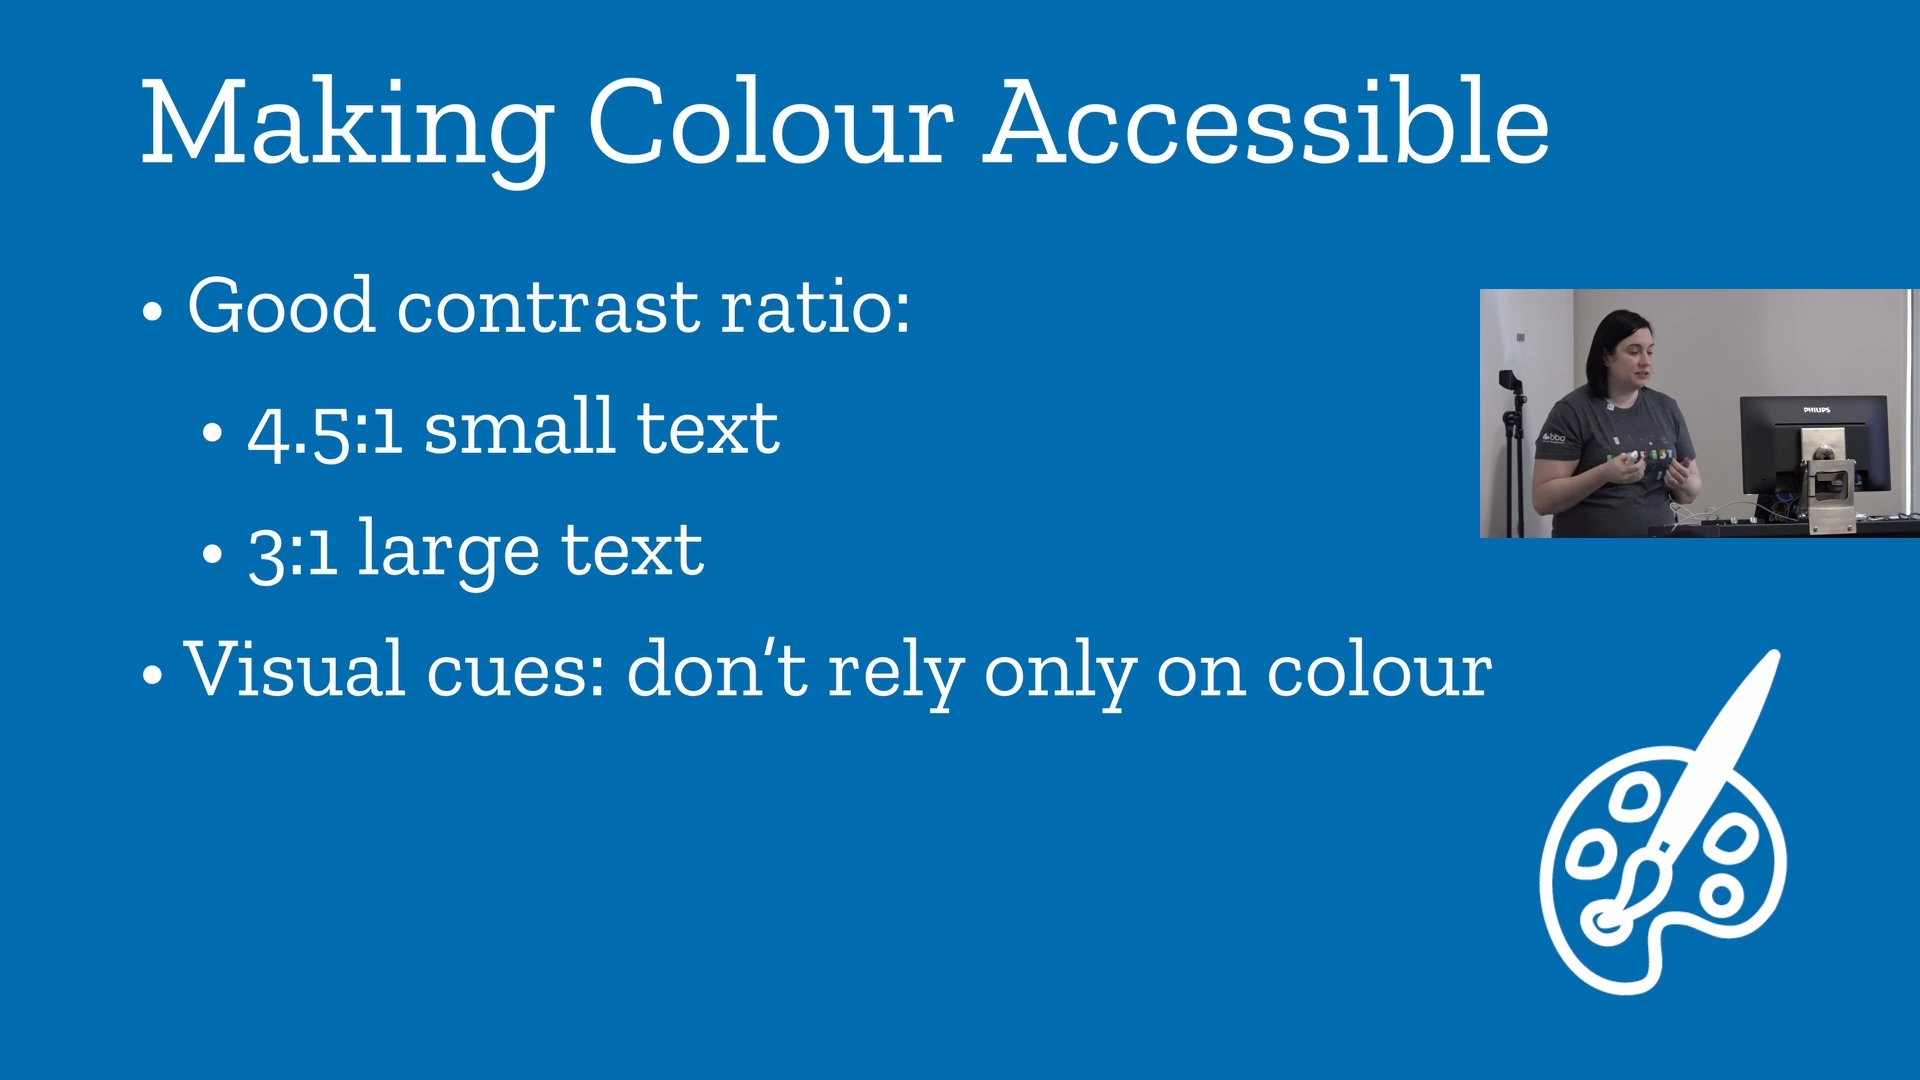 Making Colour Accessible
• Good contrast ratio:
• 4.5:1 small text
• 3:1 large text
• Visual cues: don't rely only on colour
PHILIPS